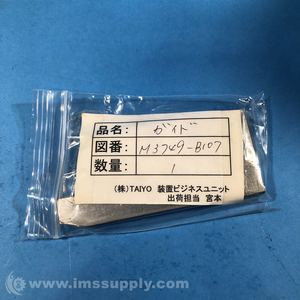 品名: ガイド
図番: M3749-B107
数量: 1
(株)TAIYO 装置ビジネスユニット
出荷担当 宮本
© www.imssupply.com